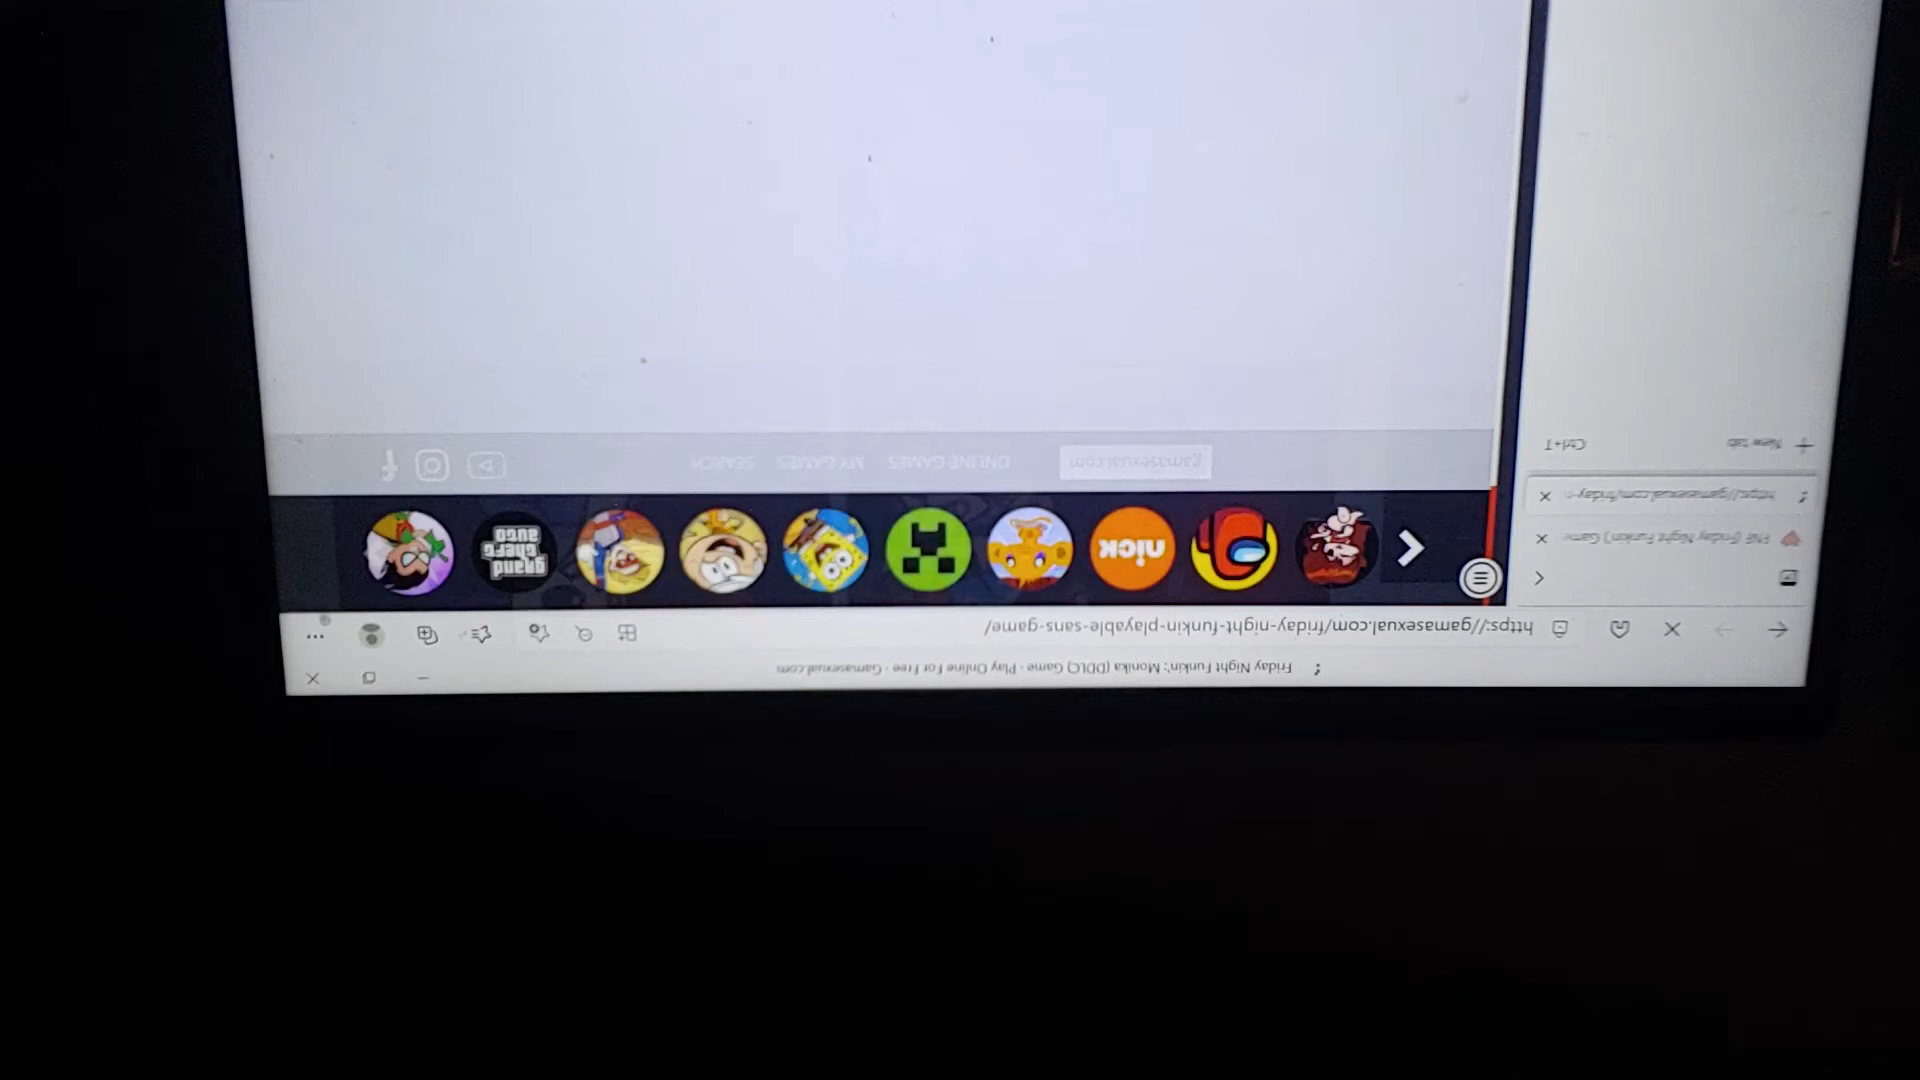 Friday Night Funkin': Monika (DDLC) Game - Play Online For Free - Gamasexual.com
https://gamasexual.com/friday-night-funkin-playable-sans-game/
FNF (Friday Night Funkin') Game
https://gamasexual.com/friday-
New tab
Ctrl+T
nick
grand
theft
auto
gamasexual.com
ONLINE GAMES
MY GAMES
SEARCH